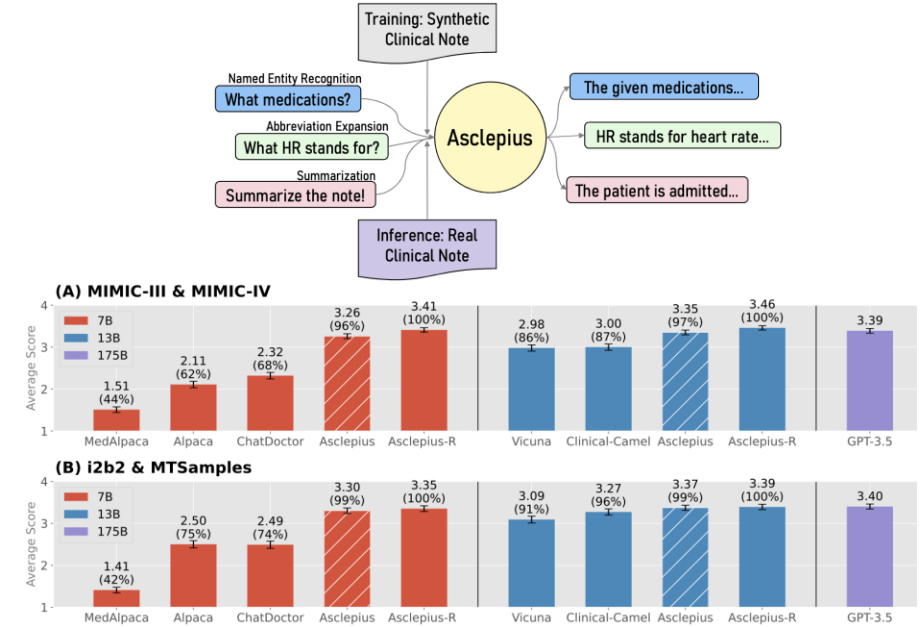 Training: Synthetic
Clinical Note
Named Entity Recognition
What medications?
Abbreviation Expansion
What HR stands for?
Summarization
Summarize the note!
Asclepius
The given medications...
HR stands for heart rate...
The patient is admitted...
Inference: Real
Clinical Note
(A) MIMIC-III & MIMIC-IV
Average Score
4
3
2
1
7B
13B
175B
1.51
(44%)
2.11
(62%)
2.32
(68%)
3.26
(96%)
3.41
(100%)
2.98
(86%)
3.00
(87%)
3.35
(97%)
3.46
(100%)
3.39
MedAlpaca Alpaca ChatDoctor Asclepius Asclepius-R Vicuna Clinical-Camel Asclepius Asclepius-R GPT-3.5
(B) i2b2 & MTSamples
Average Score
4
3
2
1
7B
13B
175B
1.41
(42%)
2.50
(75%)
2.49
(74%)
3.30
(99%)
3.35
(100%)
3.09
(91%)
3.27
(96%)
3.37
(99%)
3.39
(100%)
3.40
MedAlpaca Alpaca ChatDoctor Asclepius Asclepius-R Vicuna Clinical-Camel Asclepius Asclepius-R GPT-3.5